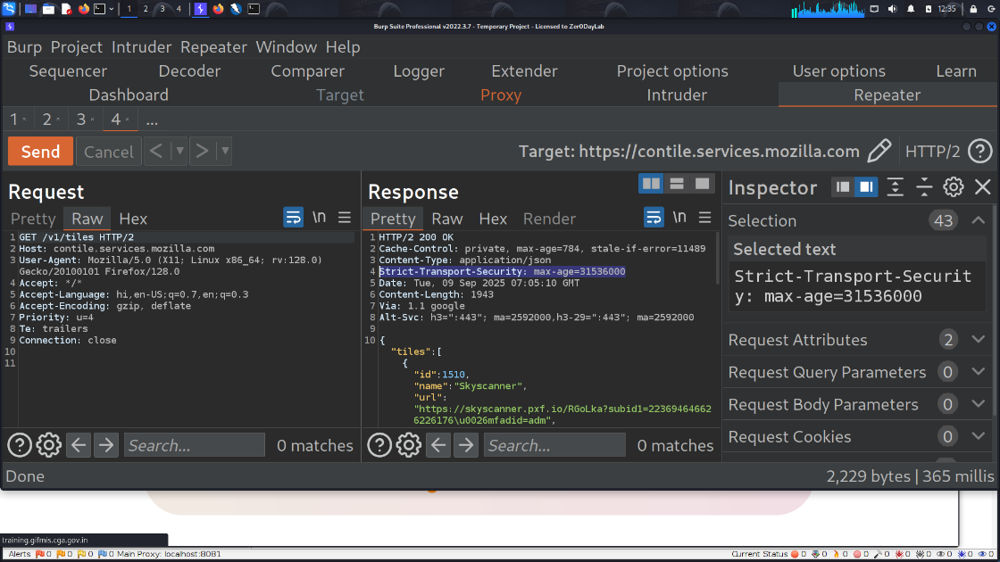 1 2 3 4
12:35
Burp Suite Professional v2022.3.7 - Temporary Project - Licensed to Zer0DayLab
Burp Project Intruder Repeater Window Help
Sequencer Decoder Comparer Logger Extender Project options User options Learn
Dashboard Target Proxy Intruder Repeater
1 × 2 × 3 × 4 × ...
Send Cancel < > Target: https://contile.services.mozilla.com HTTP/2 ?
Request
Pretty Raw Hex \n
1 GET /v1/tiles HTTP/2
2 Host: contile.services.mozilla.com
3 User-Agent: Mozilla/5.0 (X11; Linux x86_64; rv:128.0)
Gecko/20100101 Firefox/128.0
4 Accept: */*
5 Accept-Language: hi,en-US;q=0.7,en;q=0.3
6 Accept-Encoding: gzip, deflate
7 Priority: u=4
8 Te: trailers
9 Connection: close
10
11
? Search... 0 matches
Response
Pretty Raw Hex Render \n
1 HTTP/2 200 OK
2 Cache-Control: private, max-age=784, stale-if-error=11489
3 Content-Type: application/json
4 Strict-Transport-Security: max-age=31536000
5 Date: Tue, 09 Sep 2025 07:05:10 GMT
6 Content-Length: 1943
7 Via: 1.1 google
8 Alt-Svc: h3=":443"; ma=2592000,h3-29=":443"; ma=2592000
9
10 {
"tiles":[
{
"id":1510,
"name":"Skyscanner",
"url":
"https://skyscanner.pxf.io/RGoLka?subid1=22369464662
6226176\u0026mfadid=adm",
? Search... 0 matches
Inspector
Selection 43
Selected text
Strict-Transport-Securit
y: max-age=31536000
Request Attributes 2
Request Query Parameters 0
Request Body Parameters 0
Request Cookies 0
Done 2,229 bytes | 365 millis
training.gifmis.cga.gov.in
Alerts 0 0 0 0 Main Proxy: localhost:8081 Current Status 0 0 0 0 0 0 0 0 0 0